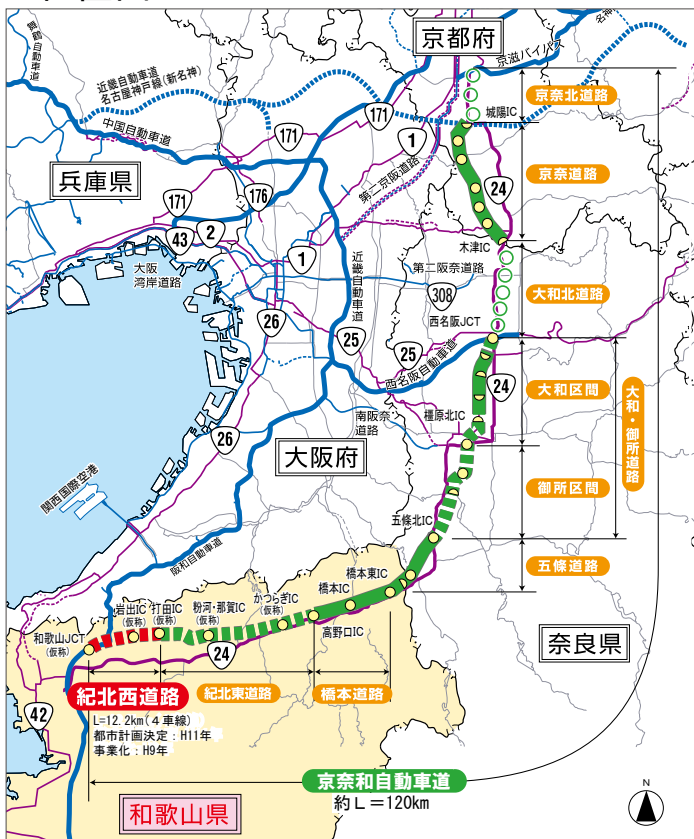 京都府
京滋バイパス
名神
舞鶴自動車道
近畿自動車道
名古屋神戸線(新名神)
中国自動車道
171
城陽IC
京奈北道路
171
1
兵庫県
第二京阪道路
京奈道路
24
171
176
43
2
木津IC
大阪
湾岸道路
1
近畿自動車道
第二阪奈道路
308
大和北道路
26
西名阪JCT
25
25
西名阪自動車道
24
大和区間
大和・御所道路
南阪奈
道路
橿原北IC
26
大阪府
関西国際空港
御所区間
五條北IC
阪和自動車道
五條道路
橋本東IC
橋本IC
かつらぎIC
(仮称)
粉河・那賀IC
(仮称)
打田IC
(仮称)
岩出IC
(仮称)
和歌山JCT
(仮称)
高野口IC
24
奈良県
紀北西道路
紀北東道路
橋本道路
42
L=12.2km(4車線)
都市計画決定:H11年
事業化:H9年
京奈和自動車道
約L=120km
和歌山県
N